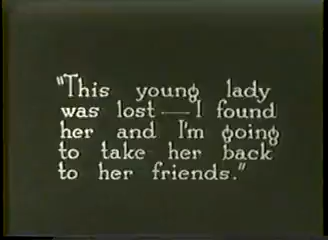 "This young lady
was lost—I found
her and I'm going
to take her back
to her friends."